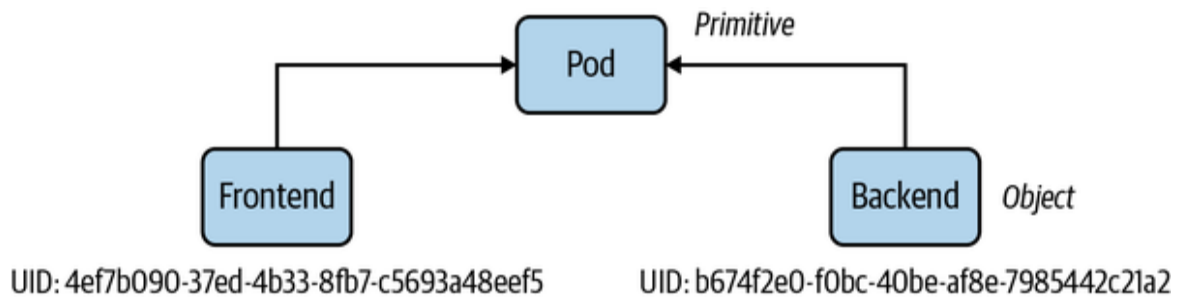 Primitive
Pod
Frontend
Backend
Object
UID: 4ef7b090-37ed-4b33-8fb7-c5693a48eef5
UID: b674f2e0-f0bc-40be-af8e-7985442c21a2